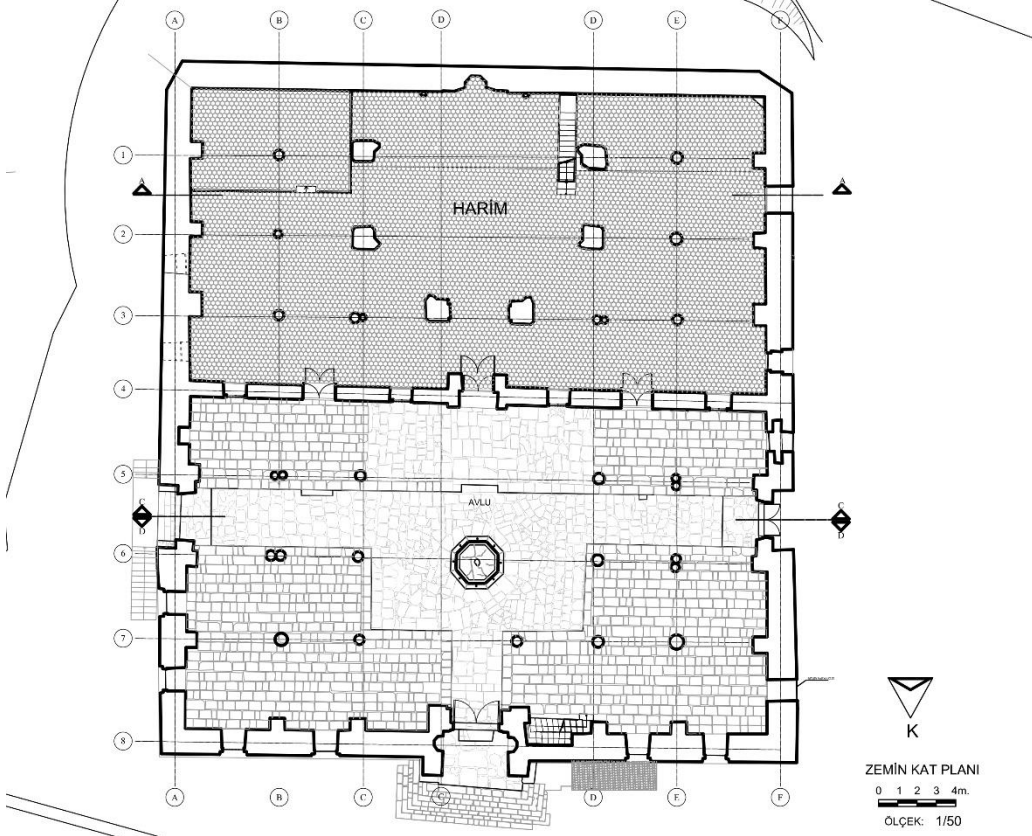 A B C D D E K
1
A A
2
HARİM
3
4
5
AVLU
C C
D D
6
7
K
8
ZEMİN KAT PLANI
0 1 2 3 4m.
A B C D E F
ÖLÇEK: 1/50